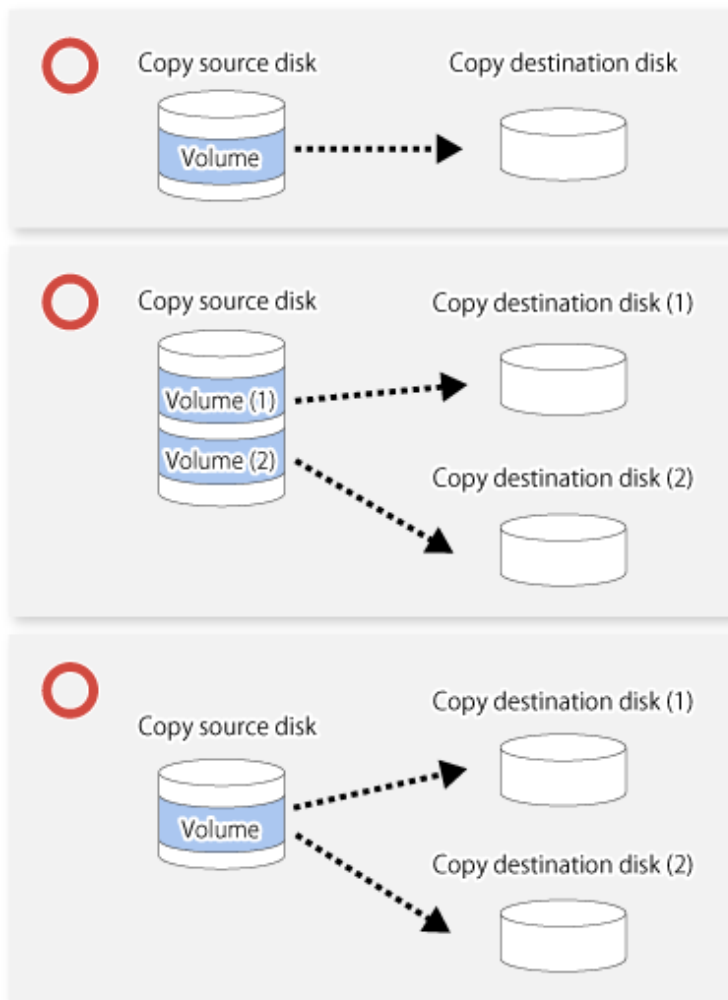 Copy source disk
Copy destination disk
Volume
Copy source disk
Copy destination disk (1)
Volume (1)
Volume (2)
Copy destination disk (2)
Copy source disk
Copy destination disk (1)
Volume
Copy destination disk (2)